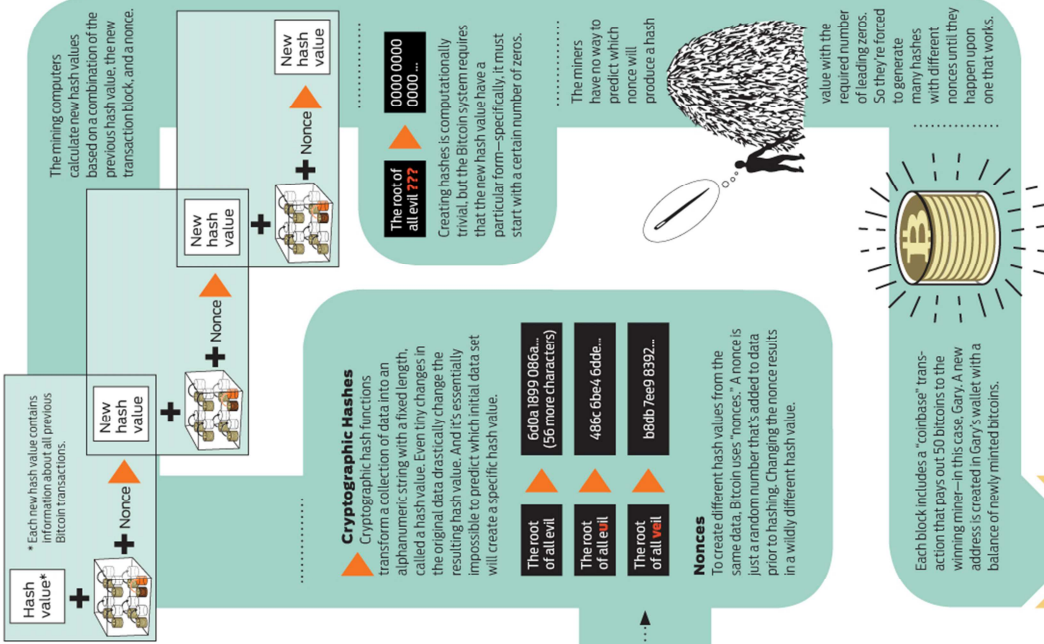 Hash
value*
+
+ Nonce
* Each new hash value contains
information about all previous
Bitcoin transactions.
New
hash
value
+
+ Nonce
New
hash
value
+
+ Nonce
New
hash
value
The mining computers
calculate new hash values
based on a combination of the
previous hash value, the new
transaction block, and a nonce.
Cryptographic Hashes
Cryptographic hash functions
transform a collection of data into an
alphanumeric string with a fixed length,
called a hash value. Even tiny changes in
the original data drastically change the
resulting hash value. And it's essentially
impossible to predict which initial data set
will create a specific hash value.
The root
of all evil
6d0a 1899 086a...
(56 more characters)
The root
of all euil
486c 6be4 6dde...
The root
of all veil
b8db 7ee9 8392...
Nonces
To create different hash values from the
same data, Bitcoin uses "nonces." A nonce is
just a random number that's added to data
prior to hashing. Changing the nonce results
in a wildly different hash value.
The root of
all evil ???
0000 0000
0000 ...
Creating hashes is computationally
trivial, but the Bitcoin system requires
that the new hash value have a
particular form—specifically, it must
start with a certain number of zeros.
The miners
have no way to
predict which
nonce will
produce a hash
value with the
required number
of leading zeros.
So they're forced
to generate
many hashes
with different
nonces until they
happen upon
one that works.
B
Each block includes a "coinbase" trans-
action that pays out 50 bitcoins to the
winning miner—in this case, Gary. A new
address is created in Gary's wallet with a
balance of newly minted bitcoins.